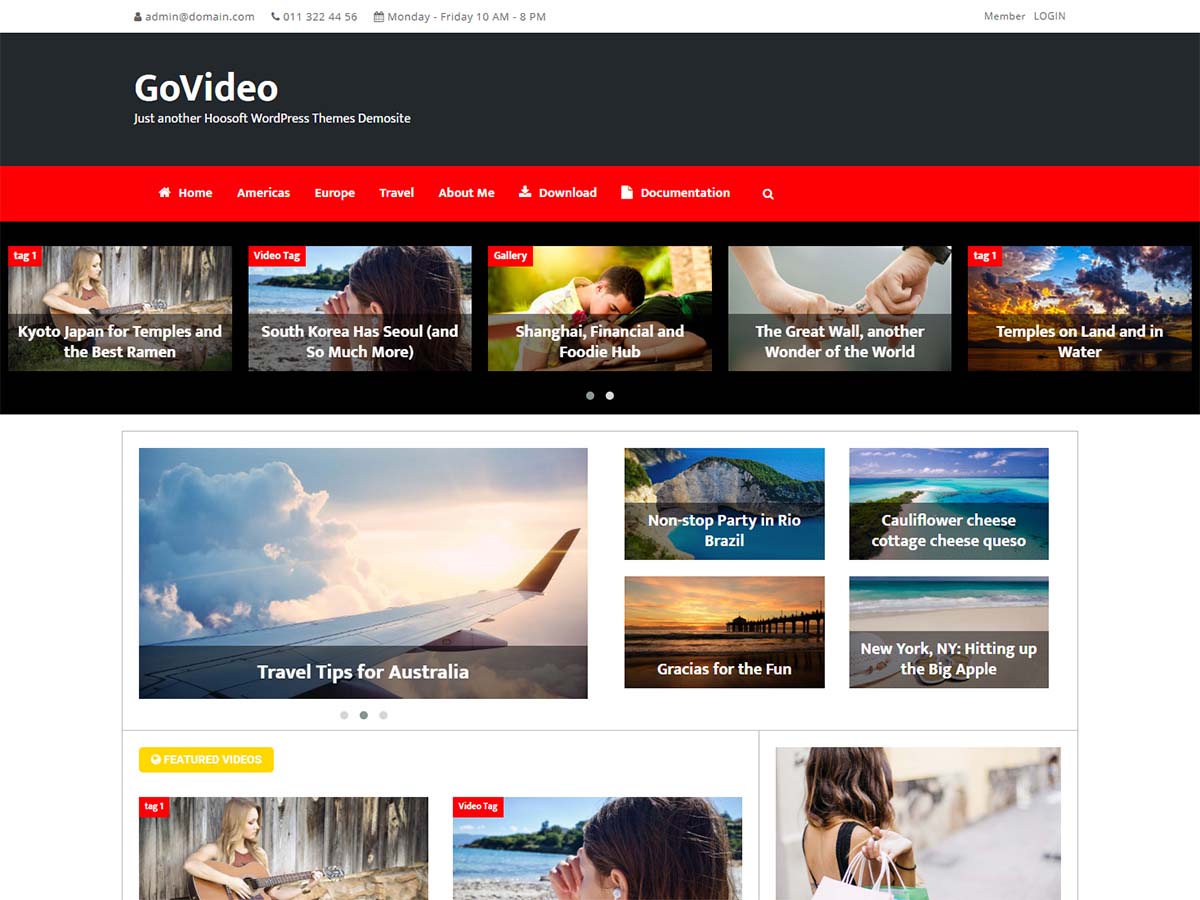 admin@domain.com 011 322 44 56 Monday - Friday 10 AM - 8 PM Member LOGIN
GoVideo
Just another Hoosoft WordPress Themes Demosite
Home Americas Europe Travel About Me Download Documentation
tag 1
Kyoto Japan for Temples and
the Best Ramen
Video Tag
South Korea Has Seoul (and
So Much More)
Gallery
Shanghai, Financial and
Foodie Hub
The Great Wall, another
Wonder of the World
tag 1
Temples on Land and in
Water
Travel Tips for Australia
Non-stop Party in Rio
Brazil
Cauliflower cheese
cottage cheese queso
Gracias for the Fun
New York, NY: Hitting up
the Big Apple
FEATURED VIDEOS
tag 1
Video Tag